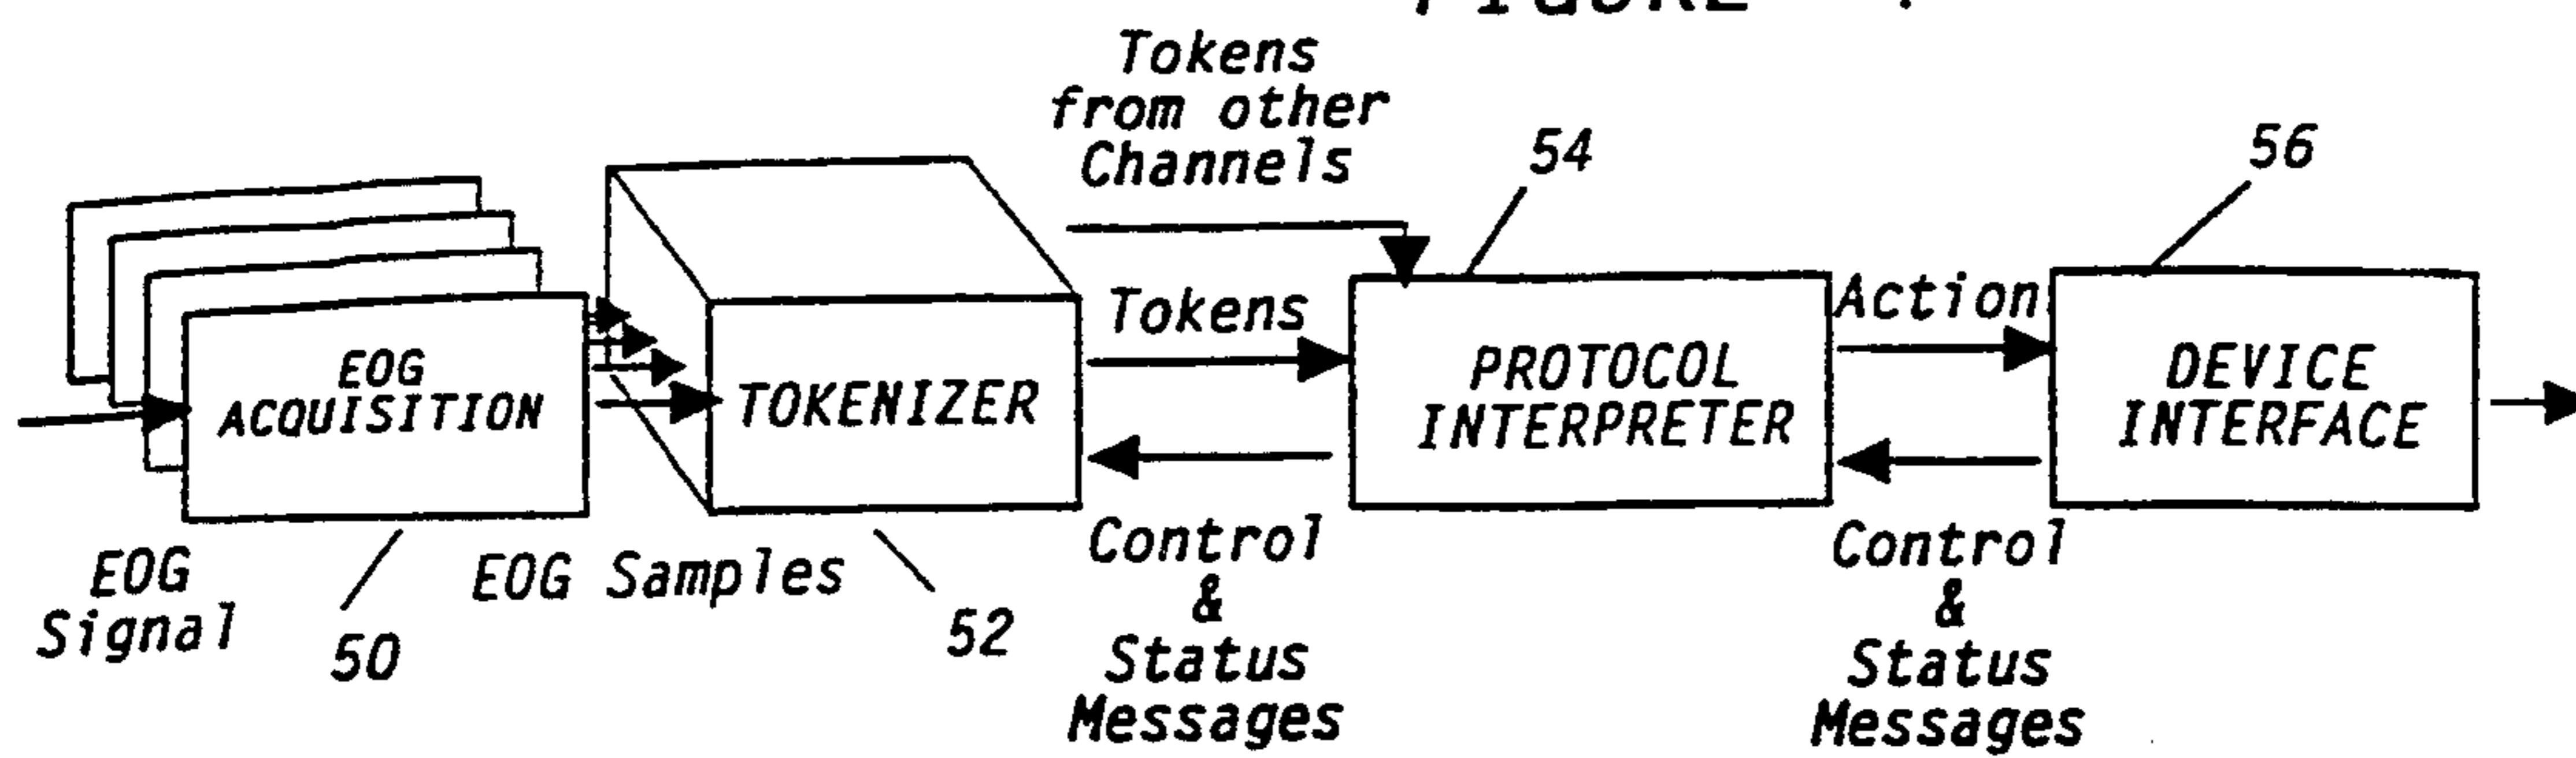 FIGURE
Tokens
from other
Channels
54
56
EOG
ACQUISITION
TOKENIZER
Tokens
PROTOCOL
INTERPRETER
Action
DEVICE
INTERFACE
EOG
Signal
50
EOG Samples
52
Control
&
Status
Messages
Control
&
Status
Messages